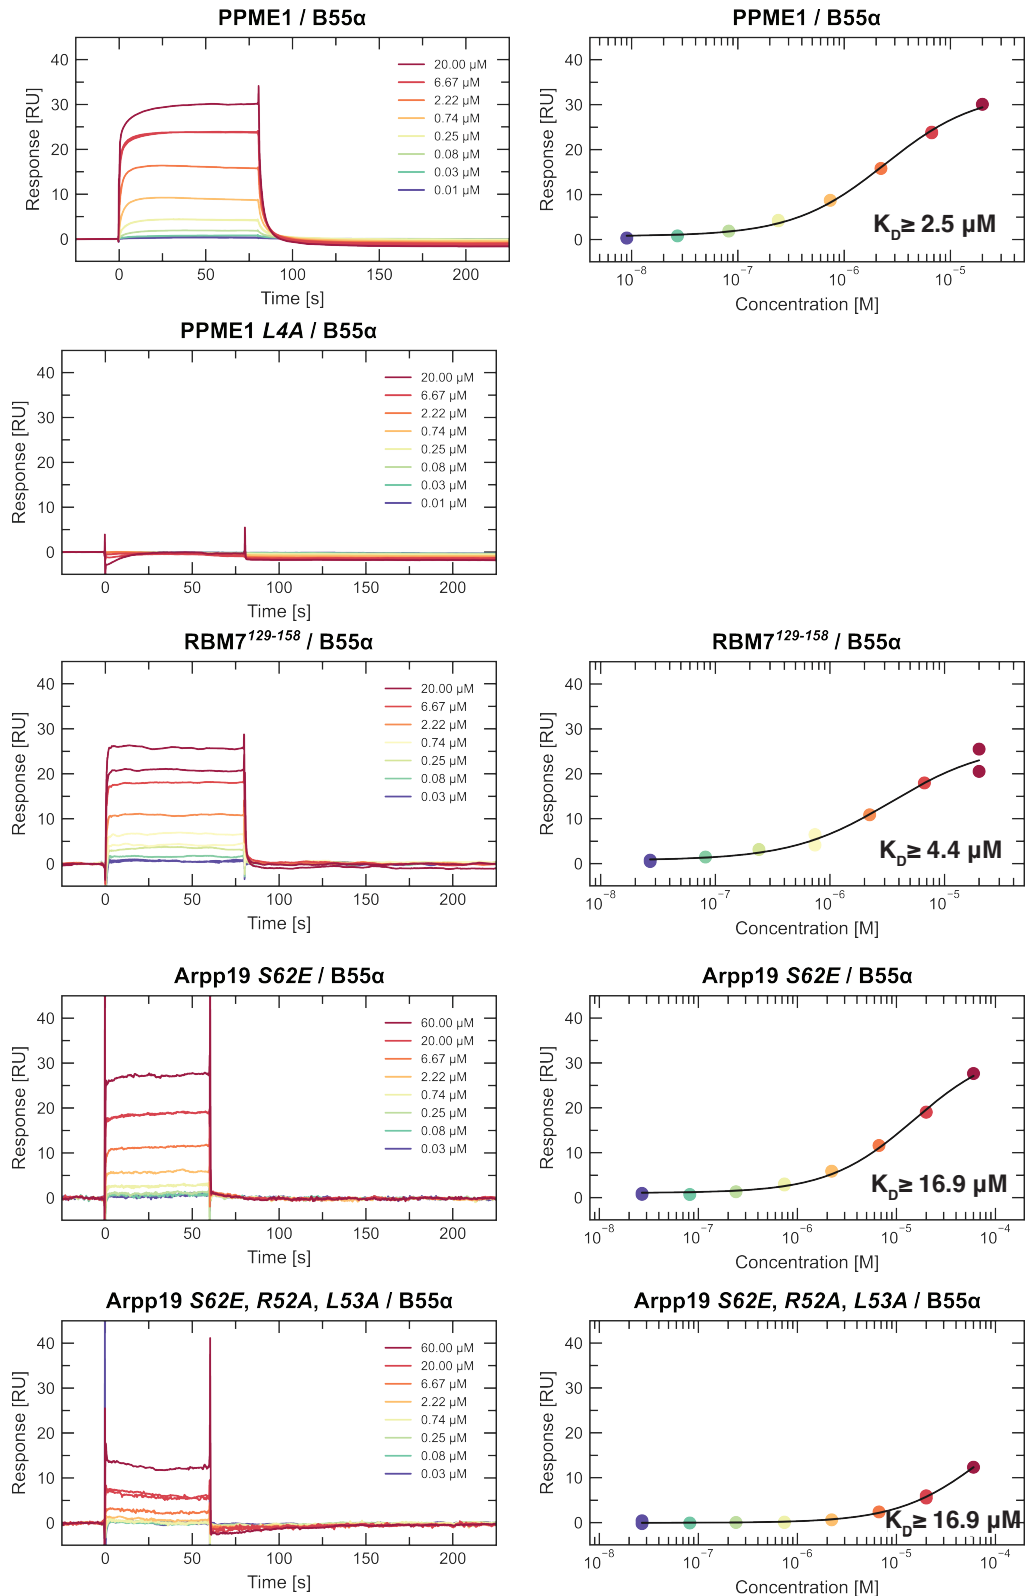 PPME1 / B55α
40
30
20
10
0
Response [RU]
20.00 µM
6.67 µM
2.22 µM
0.74 µM
0.25 µM
0.08 µM
0.03 µM
0.01 µM
0 50 100 150 200
Time [s]
PPME1 / B55α
40
30
20
10
0
Response [RU]
K_D≥ 2.5 µM
10⁻⁸ 10⁻⁷ 10⁻⁶ 10⁻⁵
Concentration [M]
PPME1 L4A / B55α
40
30
20
10
0
Response [RU]
20.00 µM
6.67 µM
2.22 µM
0.74 µM
0.25 µM
0.08 µM
0.03 µM
0.01 µM
0 50 100 150 200
Time [s]
RBM7¹²⁹⁻¹⁵⁸ / B55α
40
30
20
10
0
Response [RU]
20.00 µM
6.67 µM
2.22 µM
0.74 µM
0.25 µM
0.08 µM
0.03 µM
0 50 100 150 200
Time [s]
RBM7¹²⁹⁻¹⁵⁸ / B55α
40
30
20
10
0
Response [RU]
K_D≥ 4.4 µM
10⁻⁸ 10⁻⁷ 10⁻⁶ 10⁻⁵
Concentration [M]
Arpp19 S62E / B55α
40
30
20
10
0
Response [RU]
60.00 µM
20.00 µM
6.67 µM
2.22 µM
0.74 µM
0.25 µM
0.08 µM
0.03 µM
0 50 100 150 200
Time [s]
Arpp19 S62E / B55α
40
30
20
10
0
Response [RU]
K_D≥ 16.9 µM
10⁻⁸ 10⁻⁷ 10⁻⁶ 10⁻⁵ 10⁻⁴
Concentration [M]
Arpp19 S62E, R52A, L53A / B55α
40
30
20
10
0
Response [RU]
60.00 µM
20.00 µM
6.67 µM
2.22 µM
0.74 µM
0.25 µM
0.08 µM
0.03 µM
0 50 100 150 200
Time [s]
Arpp19 S62E, R52A, L53A / B55α
40
30
20
10
0
Response [RU]
K_D≥ 16.9 µM
10⁻⁸ 10⁻⁷ 10⁻⁶ 10⁻⁵ 10⁻⁴
Concentration [M]